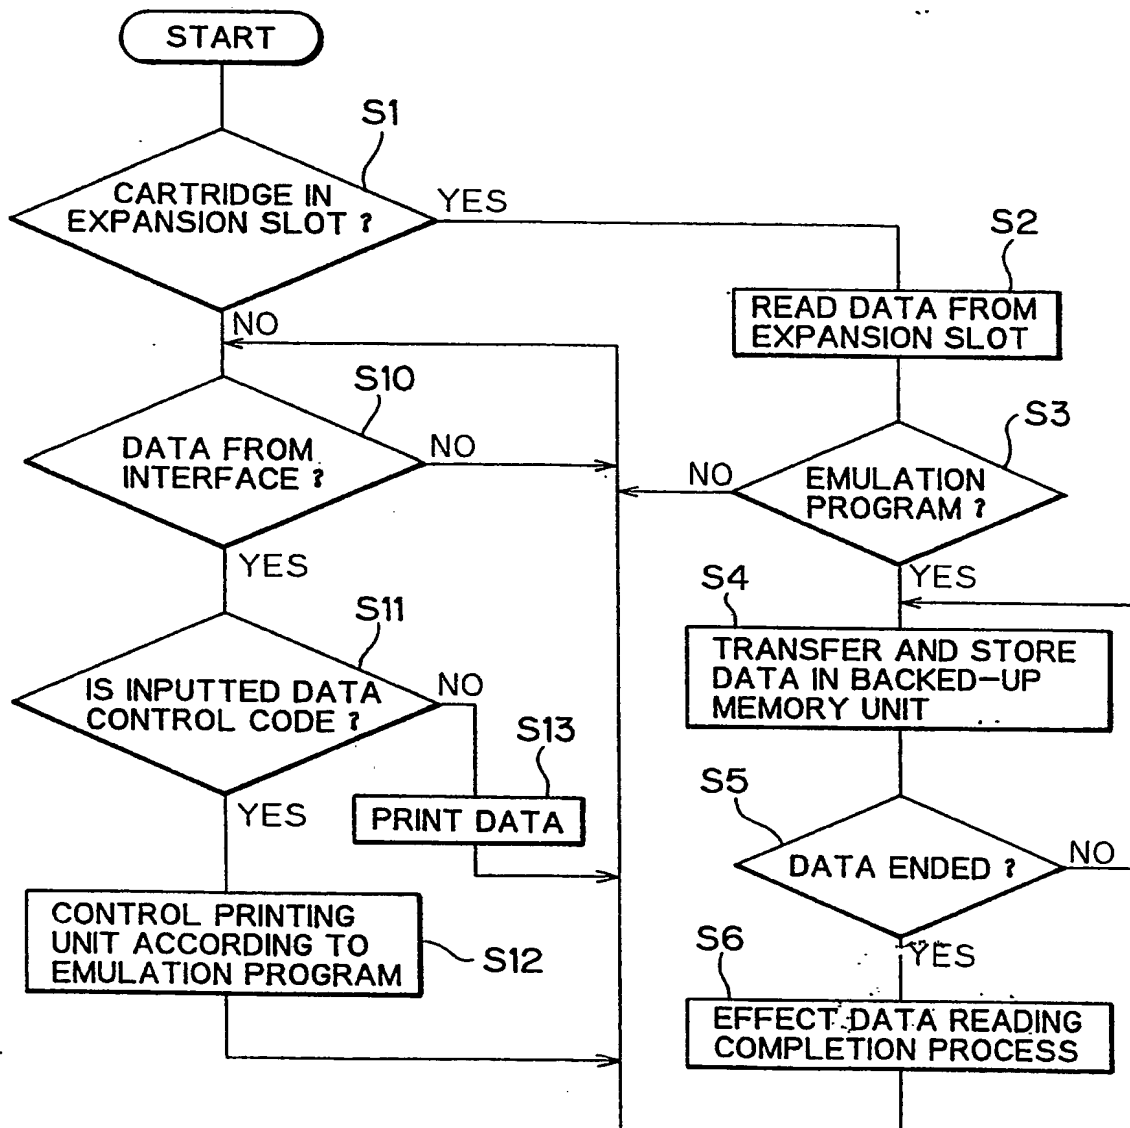 START
S1
CARTRIDGE IN
EXPANSION SLOT ?
YES
NO
S2
READ DATA FROM
EXPANSION SLOT
S10
DATA FROM
INTERFACE ?
NO
YES
S3
EMULATION
PROGRAM ?
NO
YES
S11
IS INPUTTED DATA
CONTROL CODE ?
NO
YES
S4
TRANSFER AND STORE
DATA IN BACKED-UP
MEMORY UNIT
S13
PRINT DATA
S5
DATA ENDED ?
NO
YES
CONTROL PRINTING
UNIT ACCORDING TO
EMULATION PROGRAM
S12
S6
EFFECT DATA READING
COMPLETION PROCESS